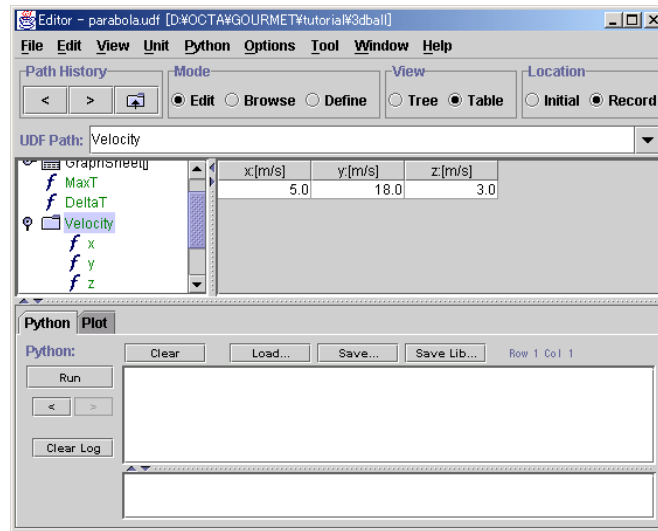 Editor - parabola.udf [D:¥OCTA¥GOURMET¥tutorial¥3dball]
File Edit View Unit Python Options Tool Window Help
Path History Mode View Location
< > Edit Browse Define Tree Table Initial Record
UDF Path: Velocity
GraphSheet[]
x:[m/s] y:[m/s] z:[m/s]
f MaxT 5.0 18.0 3.0
f DeltaT
Velocity
f x
f y
f z
Python Plot
Python: Clear Load... Save... Save Lib... Row 1 Col 1
Run
< >
Clear Log